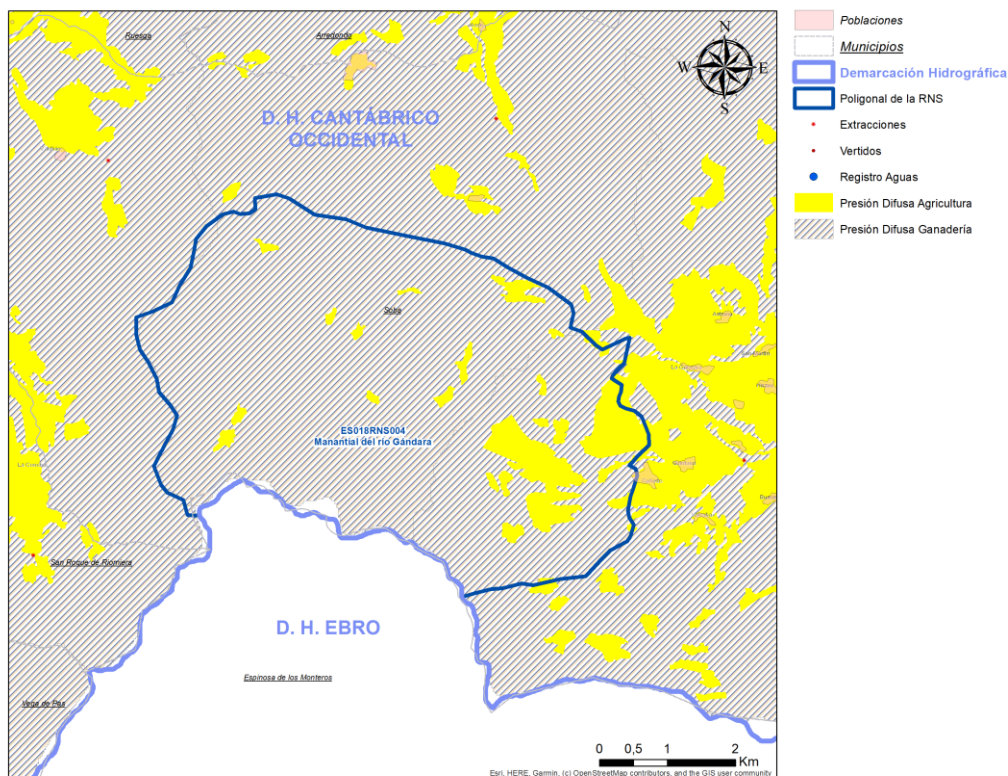 Ruesga
Arredondo
N
W
E
S
D. H. CANTÁBRICO
OCCIDENTAL
Soba
ES018RNS004
Manantial del río Gándara
La Concha
San Roque de Riomiera
D. H. EBRO
Espinosa de los Monteros
Vega de Pas
0 0,5 1 2
Km
Esri, HERE, Garmin, (c) OpenStreetMap contributors, and the GIS user community
Poblaciones
Municipios
Demarcación Hidrográfica
Poligonal de la RNS
Extracciones
Vertidos
Registro Aguas
Presión Difusa Agricultura
Presión Difusa Ganadería